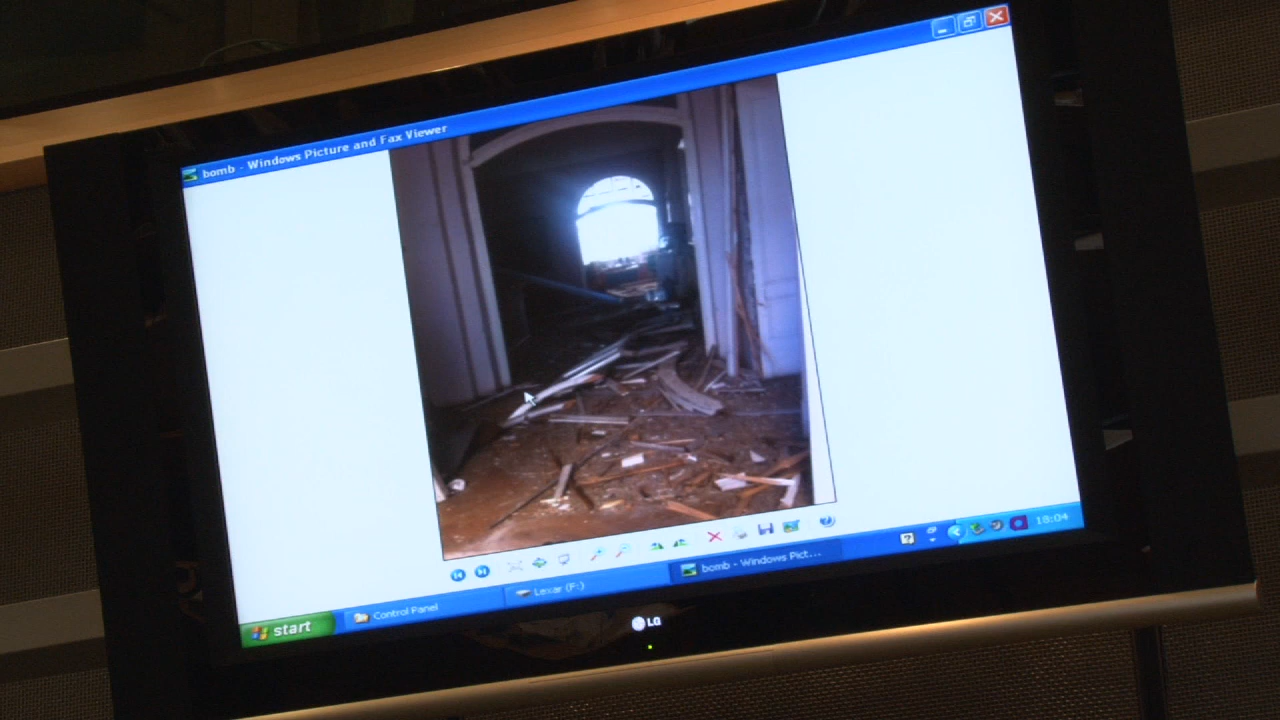 bomb - Windows Picture and Fax Viewer
start
Control Panel
Lexar (F:)
bomb - Windows Pict...
18:04
LG